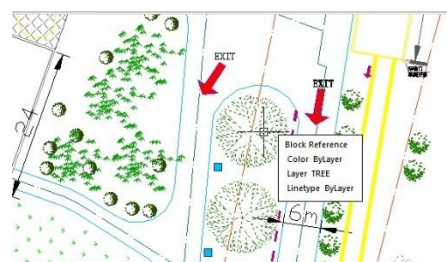 EXIT
EXIT
24
Block Reference
Color ByLayer
Layer TREE
Linetype ByLayer
6m